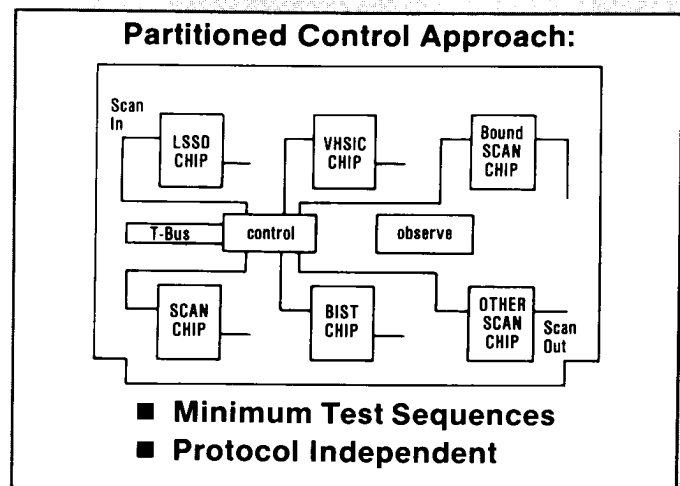 Partitioned Control Approach:
Scan
In
LSSD
CHIP
VHSIC
CHIP
Bound
SCAN
CHIP
T-Bus
control
observe
SCAN
CHIP
BIST
CHIP
OTHER
SCAN
CHIP
Scan
Out
■ Minimum Test Sequences
■ Protocol Independent